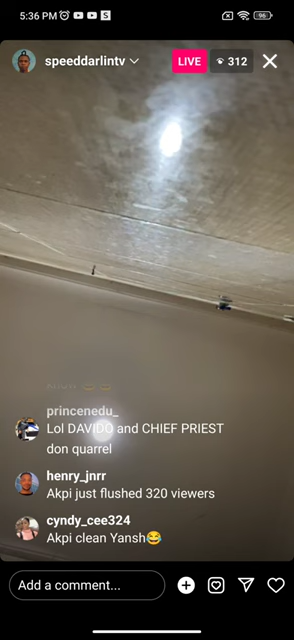 5:36 PM
S
96
speeddarlintv
LIVE
312
princenedu_
Lol DAVIDO and CHIEF PRIEST
don quarrel
henry_jnrr
Akpi just flushed 320 viewers
cyndy_cee324
Akpi clean Yansh😂
Add a comment...